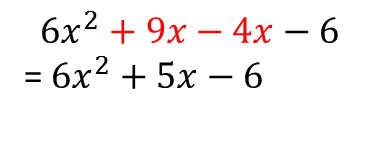 6x² + 9x − 4x − 6
= 6x² + 5x − 6